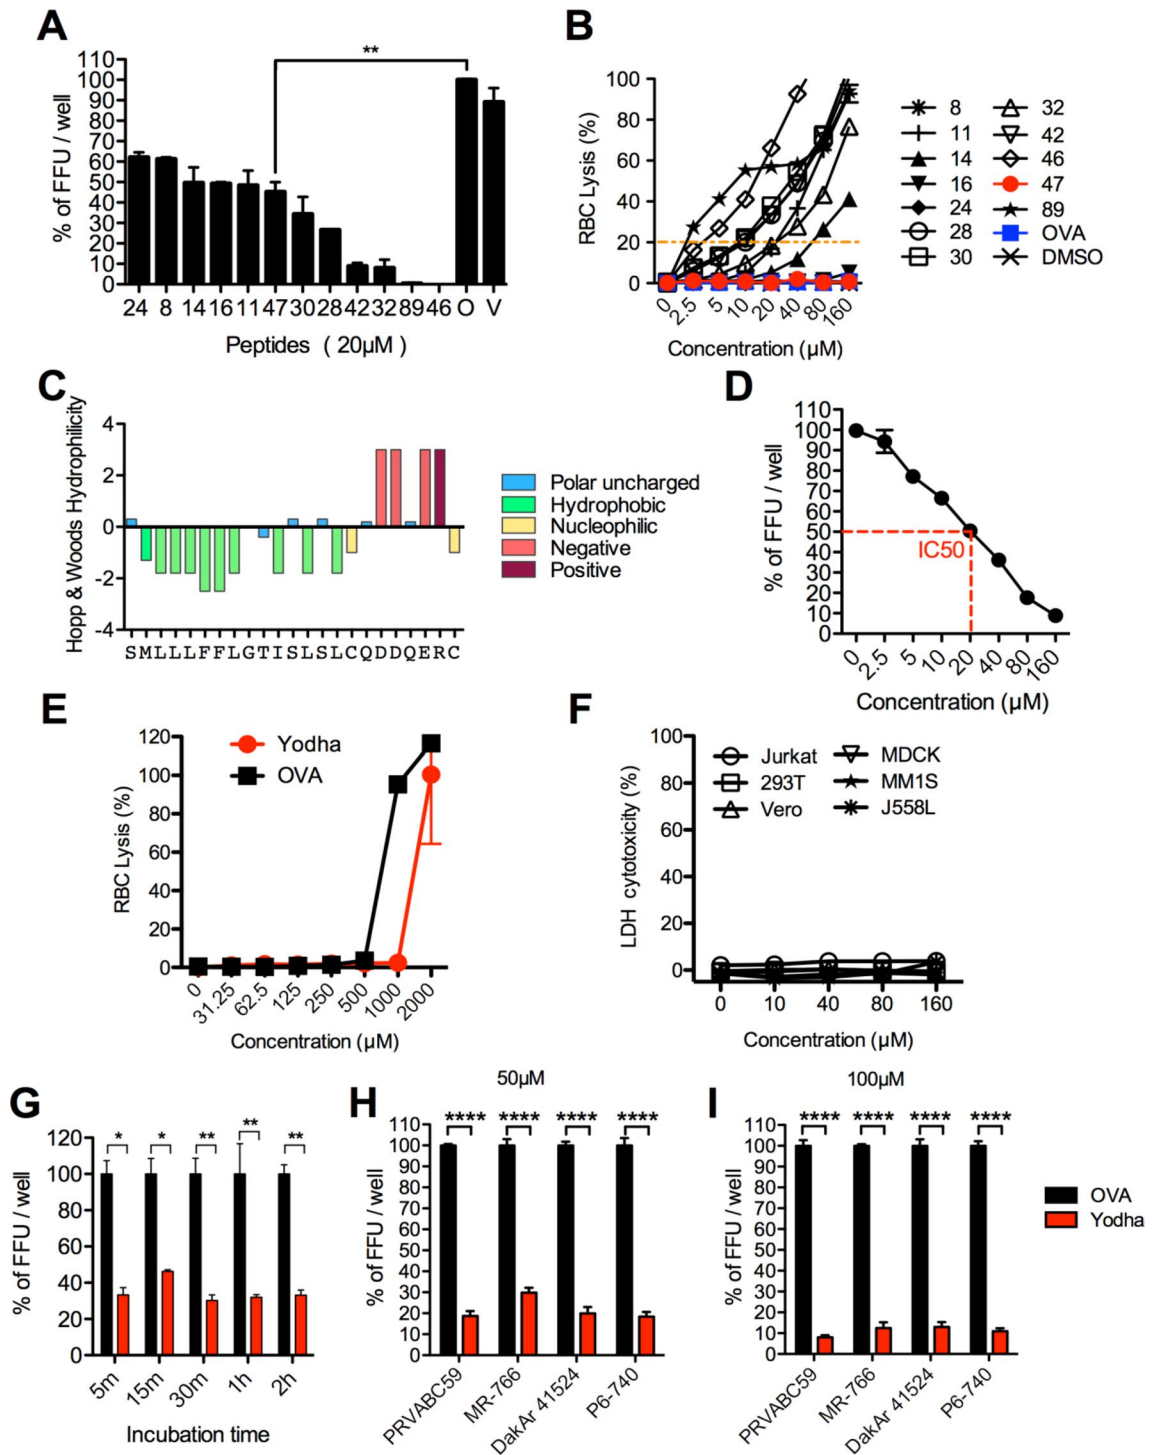 A
**
110
100
90
80
70
60
50
40
30
20
10
0
% of FFU / well
24 8 14 16 11 47 30 28 42 32 89 46 O V
Peptides ( 20µM )
B
100
80
60
40
20
0
RBC Lysis (%)
0 2.5 5 10 20 40 80 160
Concentration (µM)
8
11
14
16
24
28
30
32
42
46
47
89
OVA
DMSO
C
4
2
0
-2
-4
Hopp & Woods Hydrophilicity
SMLLLFFLGTISLSLCQDDQERC
Polar uncharged
Hydrophobic
Nucleophilic
Negative
Positive
D
110
100
90
80
70
60
50
40
30
20
10
0
% of FFU / well
IC50
0 2.5 5 10 20 40 80 160
Concentration (µM)
E
120
100
80
60
40
20
0
RBC Lysis (%)
Yodha
OVA
0 31.25 62.5 125 250 500 1000 2000
Concentration (µM)
F
100
80
60
40
20
0
LDH cytotoxicity (%)
Jurkat
293T
Vero
MDCK
MM1S
J558L
0 10 40 80 160
Concentration (µM)
G
120
100
80
60
40
20
0
% of FFU / well
* * ** ** **
5m 15m 30m 1h 2h
Incubation time
H
50µM
110
100
90
80
70
60
50
40
30
20
10
0
% of FFU / well
**** **** **** ****
PRVABC59 MR-766 DakAr 41524 P6-740
I
100µM
110
100
90
80
70
60
50
40
30
20
10
0
% of FFU / well
**** **** **** ****
PRVABC59 MR-766 DakAr 41524 P6-740
OVA
Yodha